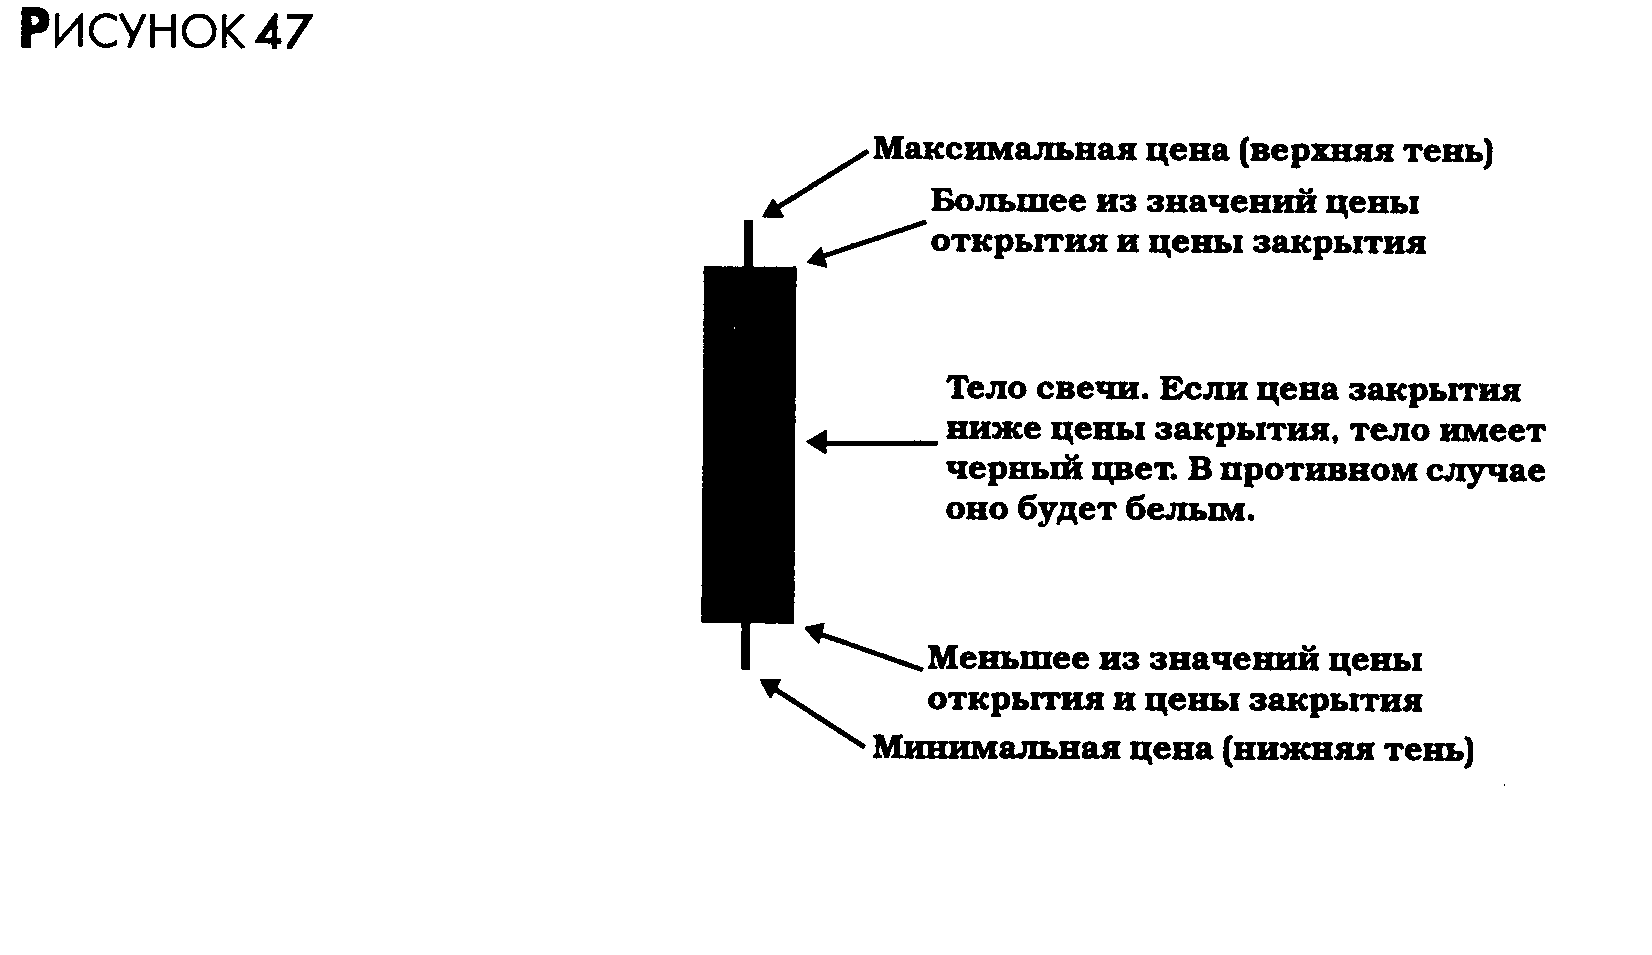 РИСУНОК 47
Максимальная цена (верхняя тень)
Большее из значений цены
открытия и цены закрытия
Тело свечи. Если цена закрытия
ниже цены закрытия, тело имеет
черный цвет. В противном случае
оно будет белым.
Меньшее из значений цены
открытия и цены закрытия
Минимальная цена (нижняя тень)